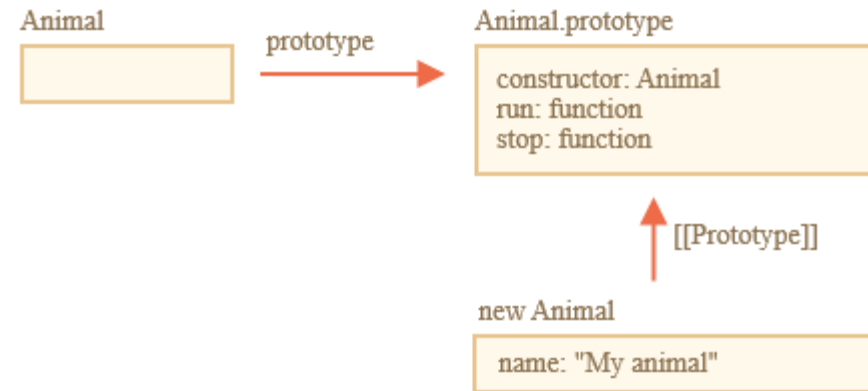 Animal
prototype
Animal.prototype
constructor: Animal
run: function
stop: function
[[Prototype]]
new Animal
name: "My animal"